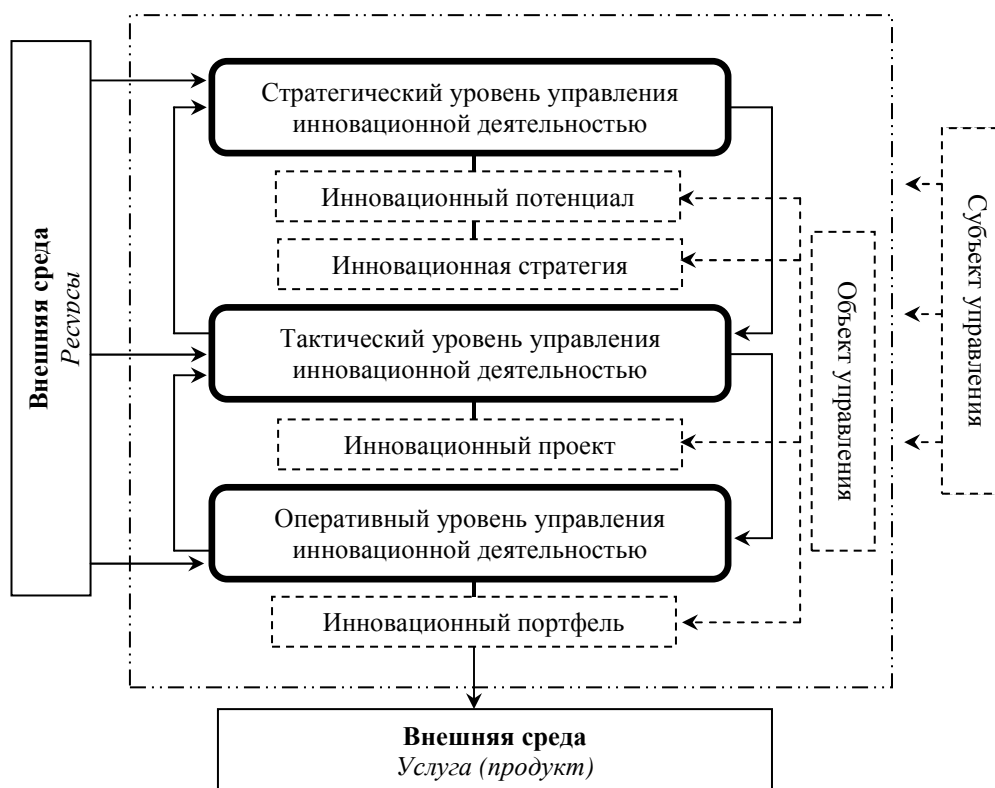 Внешняя среда
Ресурсы
Стратегический уровень управления
инновационной деятельностью
Инновационный потенциал
Инновационная стратегия
Тактический уровень управления
инновационной деятельностью
Инновационный проект
Оперативный уровень управления
инновационной деятельностью
Инновационный портфель
Объект управления
Субъект управления
Внешняя среда
Услуга (продукт)